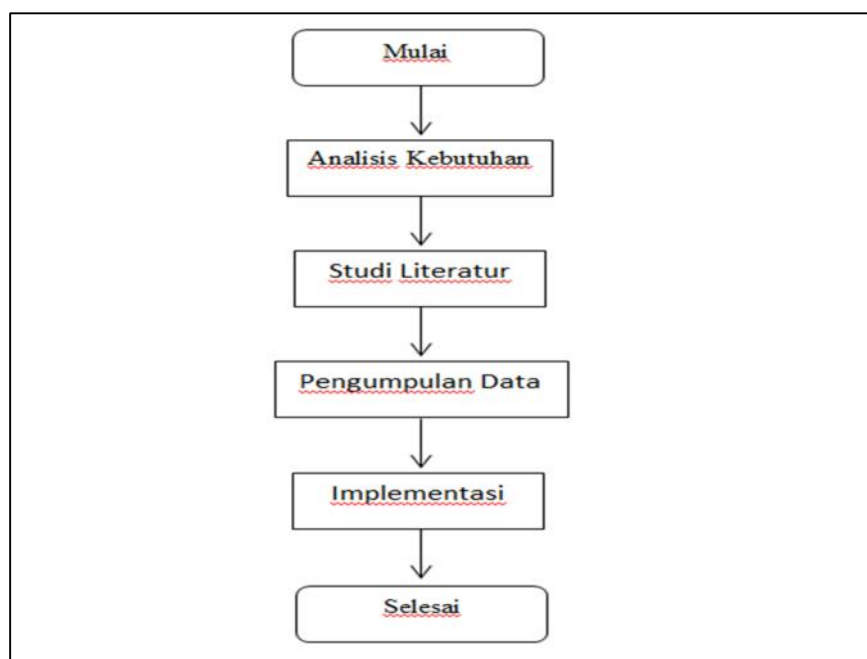 Mulai
Analisis Kebutuhan
Studi Literatur
Pengumpulan Data
Implementasi
Selesai